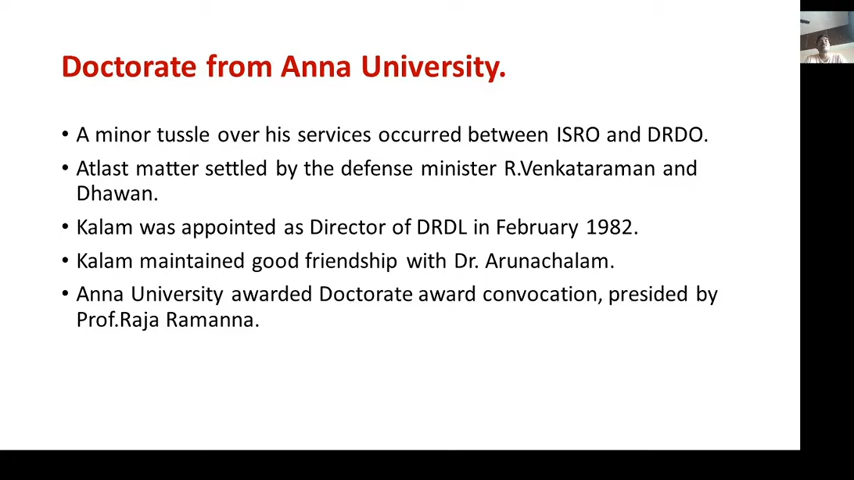 Doctorate from Anna University.
• A minor tussle over his services occurred between ISRO and DRDO.
• Atlast matter settled by the defense minister R.Venkataraman and
Dhawan.
• Kalam was appointed as Director of DRDL in February 1982.
• Kalam maintained good friendship with Dr. Arunachalam.
• Anna University awarded Doctorate award convocation, presided by
Prof.Raja Ramanna.